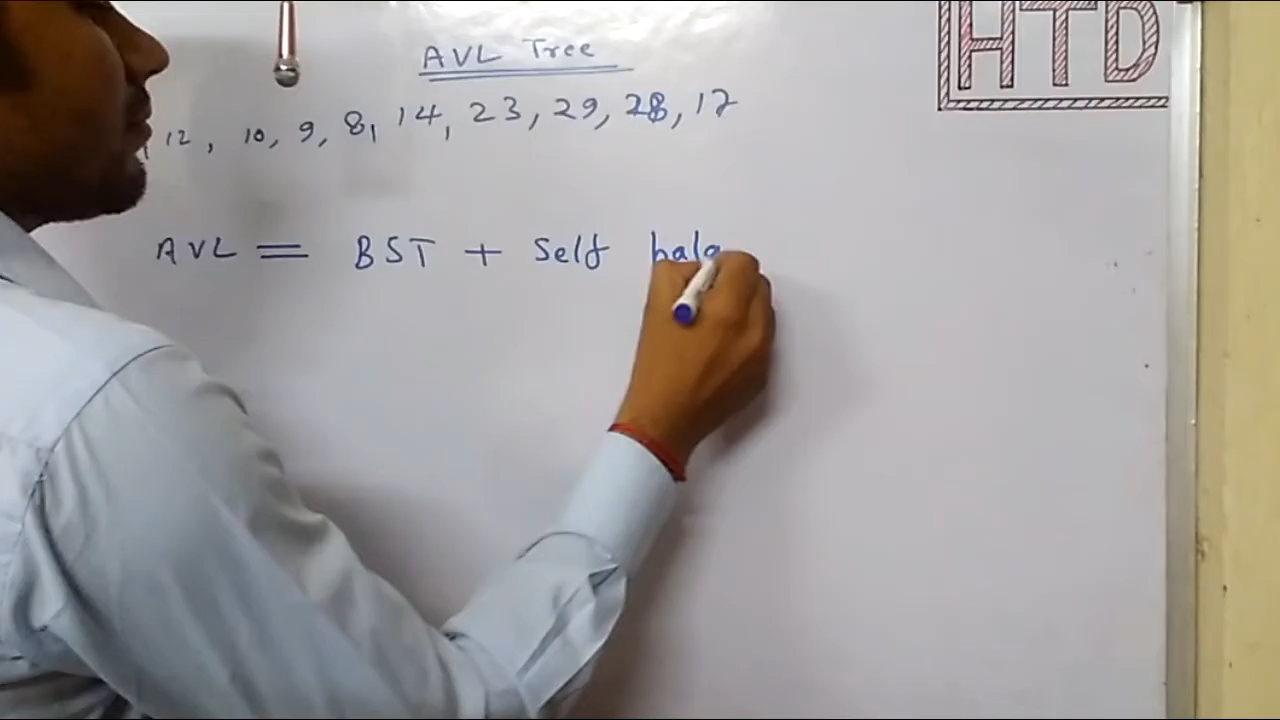 HTD
AVL Tree
12, 10, 9, 8, 14, 23, 29, 28, 17
AVL = BST + Self bala